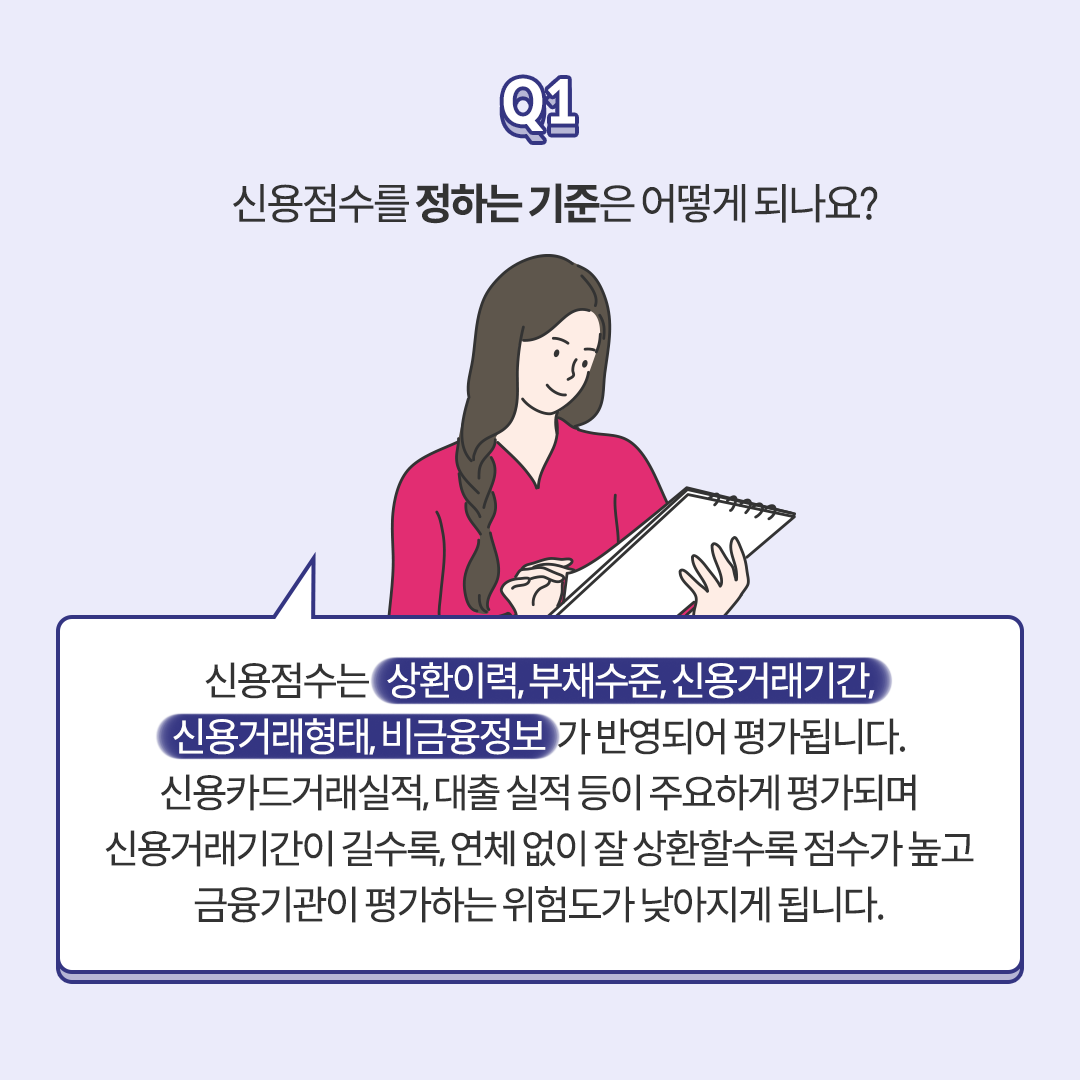 Q1
신용점수를 정하는 기준은 어떻게 되나요?
신용점수는 상환이력, 부채수준, 신용거래기간,
신용거래형태, 비금융정보가 반영되어 평가됩니다.
신용카드거래실적, 대출 실적 등이 주요하게 평가되며
신용거래기간이 길수록, 연체 없이 잘 상환할수록 점수가 높고
금융기관이 평가하는 위험도가 낮아지게 됩니다.